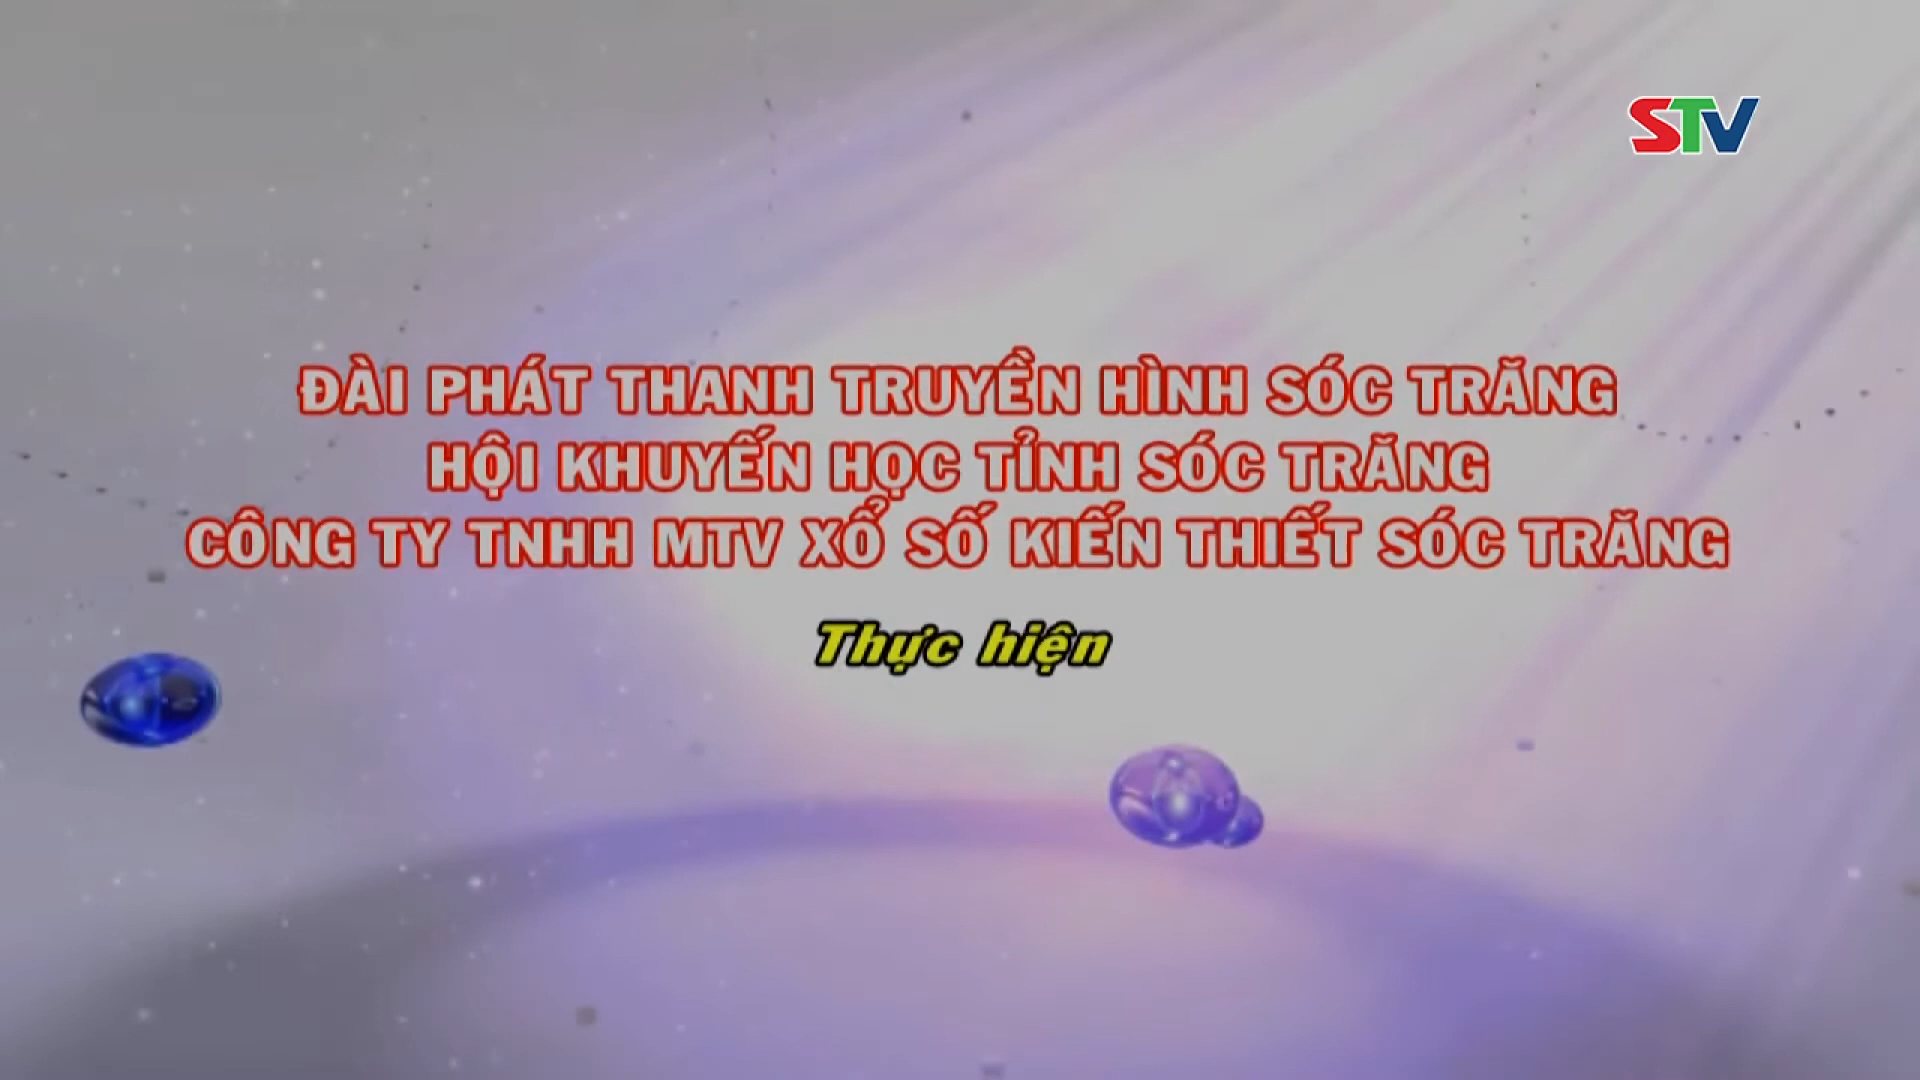 STV
ĐÀI PHÁT THANH TRUYỀN HÌNH SÓC TRĂNG
HỘI KHUYẾN HỌC TỈNH SÓC TRĂNG
CÔNG TY TNHH MTV XỔ SỐ KIẾN THIẾT SÓC TRĂNG
Thực hiện